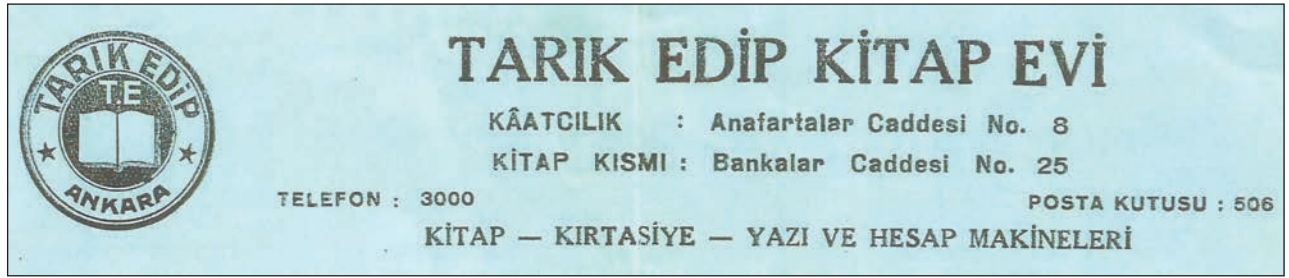 TARIK EDİP
T.E
ANKARA
TARIK EDİP KİTAP EVİ
KÂATCILIK : Anafartalar Caddesi No. 8
KİTAP KISMI : Bankalar Caddesi No. 25
TELEFON : 3000 POSTA KUTUSU : 506
KİTAP — KIRTASİYE — YAZI VE HESAP MAKİNELERİ